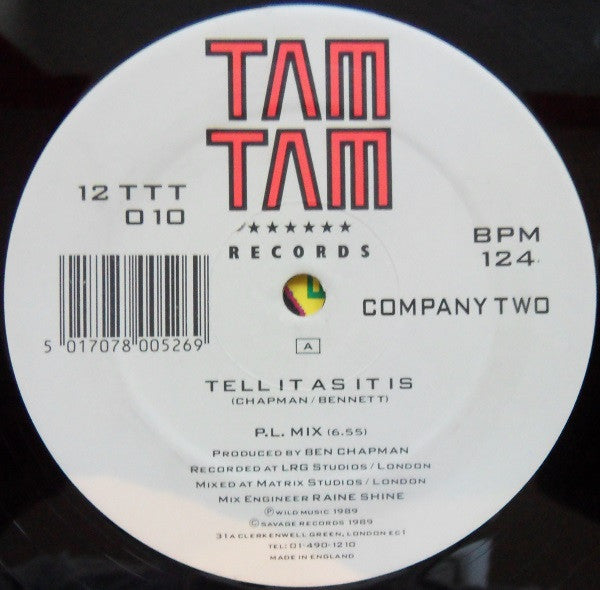 TAM
TAM
RECORDS
12 TTT
010
BPM
124
5 017078 005269
COMPANY TWO
A
TELL IT AS IT IS
(CHAPMAN / BENNETT)
P.L. MIX (6.55)
PRODUCED BY BEN CHAPMAN
RECORDED AT LRG STUDIOS / LONDON
MIXED AT MATRIX STUDIOS / LONDON
MIX ENGINEER RAINE SHINE
℗ WILD MUSIC 1989
© SAVAGE RECORDS 1989
31A CLERKENWELL GREEN, LONDON EC1
TEL: 01-490-1210
MADE IN ENGLAND